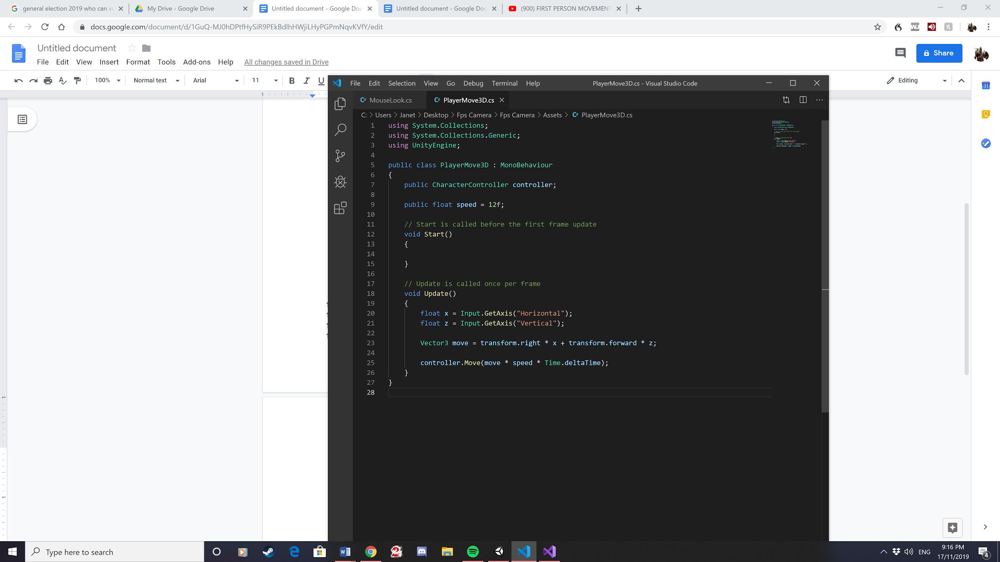 general election 2019 who can vo
My Drive - Google Drive
Untitled document - Google Doc
Untitled document - Google Doc
(900) FIRST PERSON MOVEMENT
docs.google.com/document/d/1GuQ-MJ0hDPtfHySiR9PEkBdlhHWjiLHyPGPmNqvKVfY/edit
Untitled document
File Edit View Insert Format Tools Add-ons Help All changes saved in Drive
Share
100% Normal text Arial 11 B I U
Editing
31
1
File Edit Selection View Go Debug Terminal Help
PlayerMove3D.cs - Visual Studio Code
MouseLook.cs
PlayerMove3D.cs
C: > Users > Janet > Desktop > Fps Camera > Fps Camera > Assets > PlayerMove3D.cs
1 using System.Collections;
2 using System.Collections.Generic;
3 using UnityEngine;
4
5 public class PlayerMove3D : MonoBehaviour
6 {
7 public CharacterController controller;
8
9 public float speed = 12f;
10
11 // Start is called before the first frame update
12 void Start()
13 {
14
15 }
16
17 // Update is called once per frame
18 void Update()
19 {
20 float x = Input.GetAxis("Horizontal");
21 float z = Input.GetAxis("Vertical");
22
23 Vector3 move = transform.right * x + transform.forward * z;
24
25 controller.Move(move * speed * Time.deltaTime);
26 }
27 }
28
Type here to search
ENG
9:16 PM
17/11/2019
4